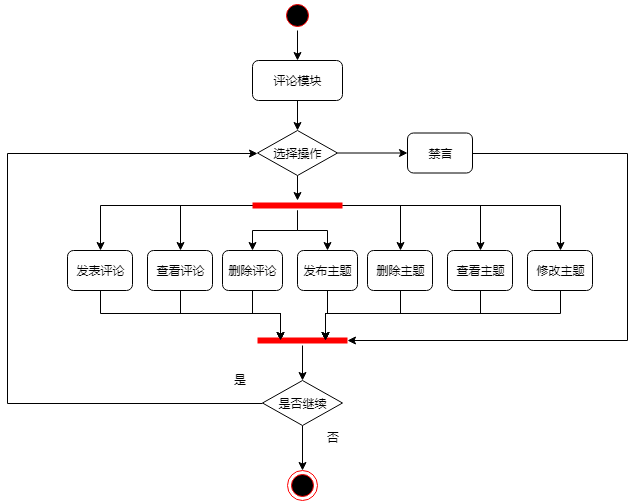 评论模块
选择操作
禁言
发表评论
查看评论
删除评论
发布主题
删除主题
查看主题
修改主题
是
是否继续
否